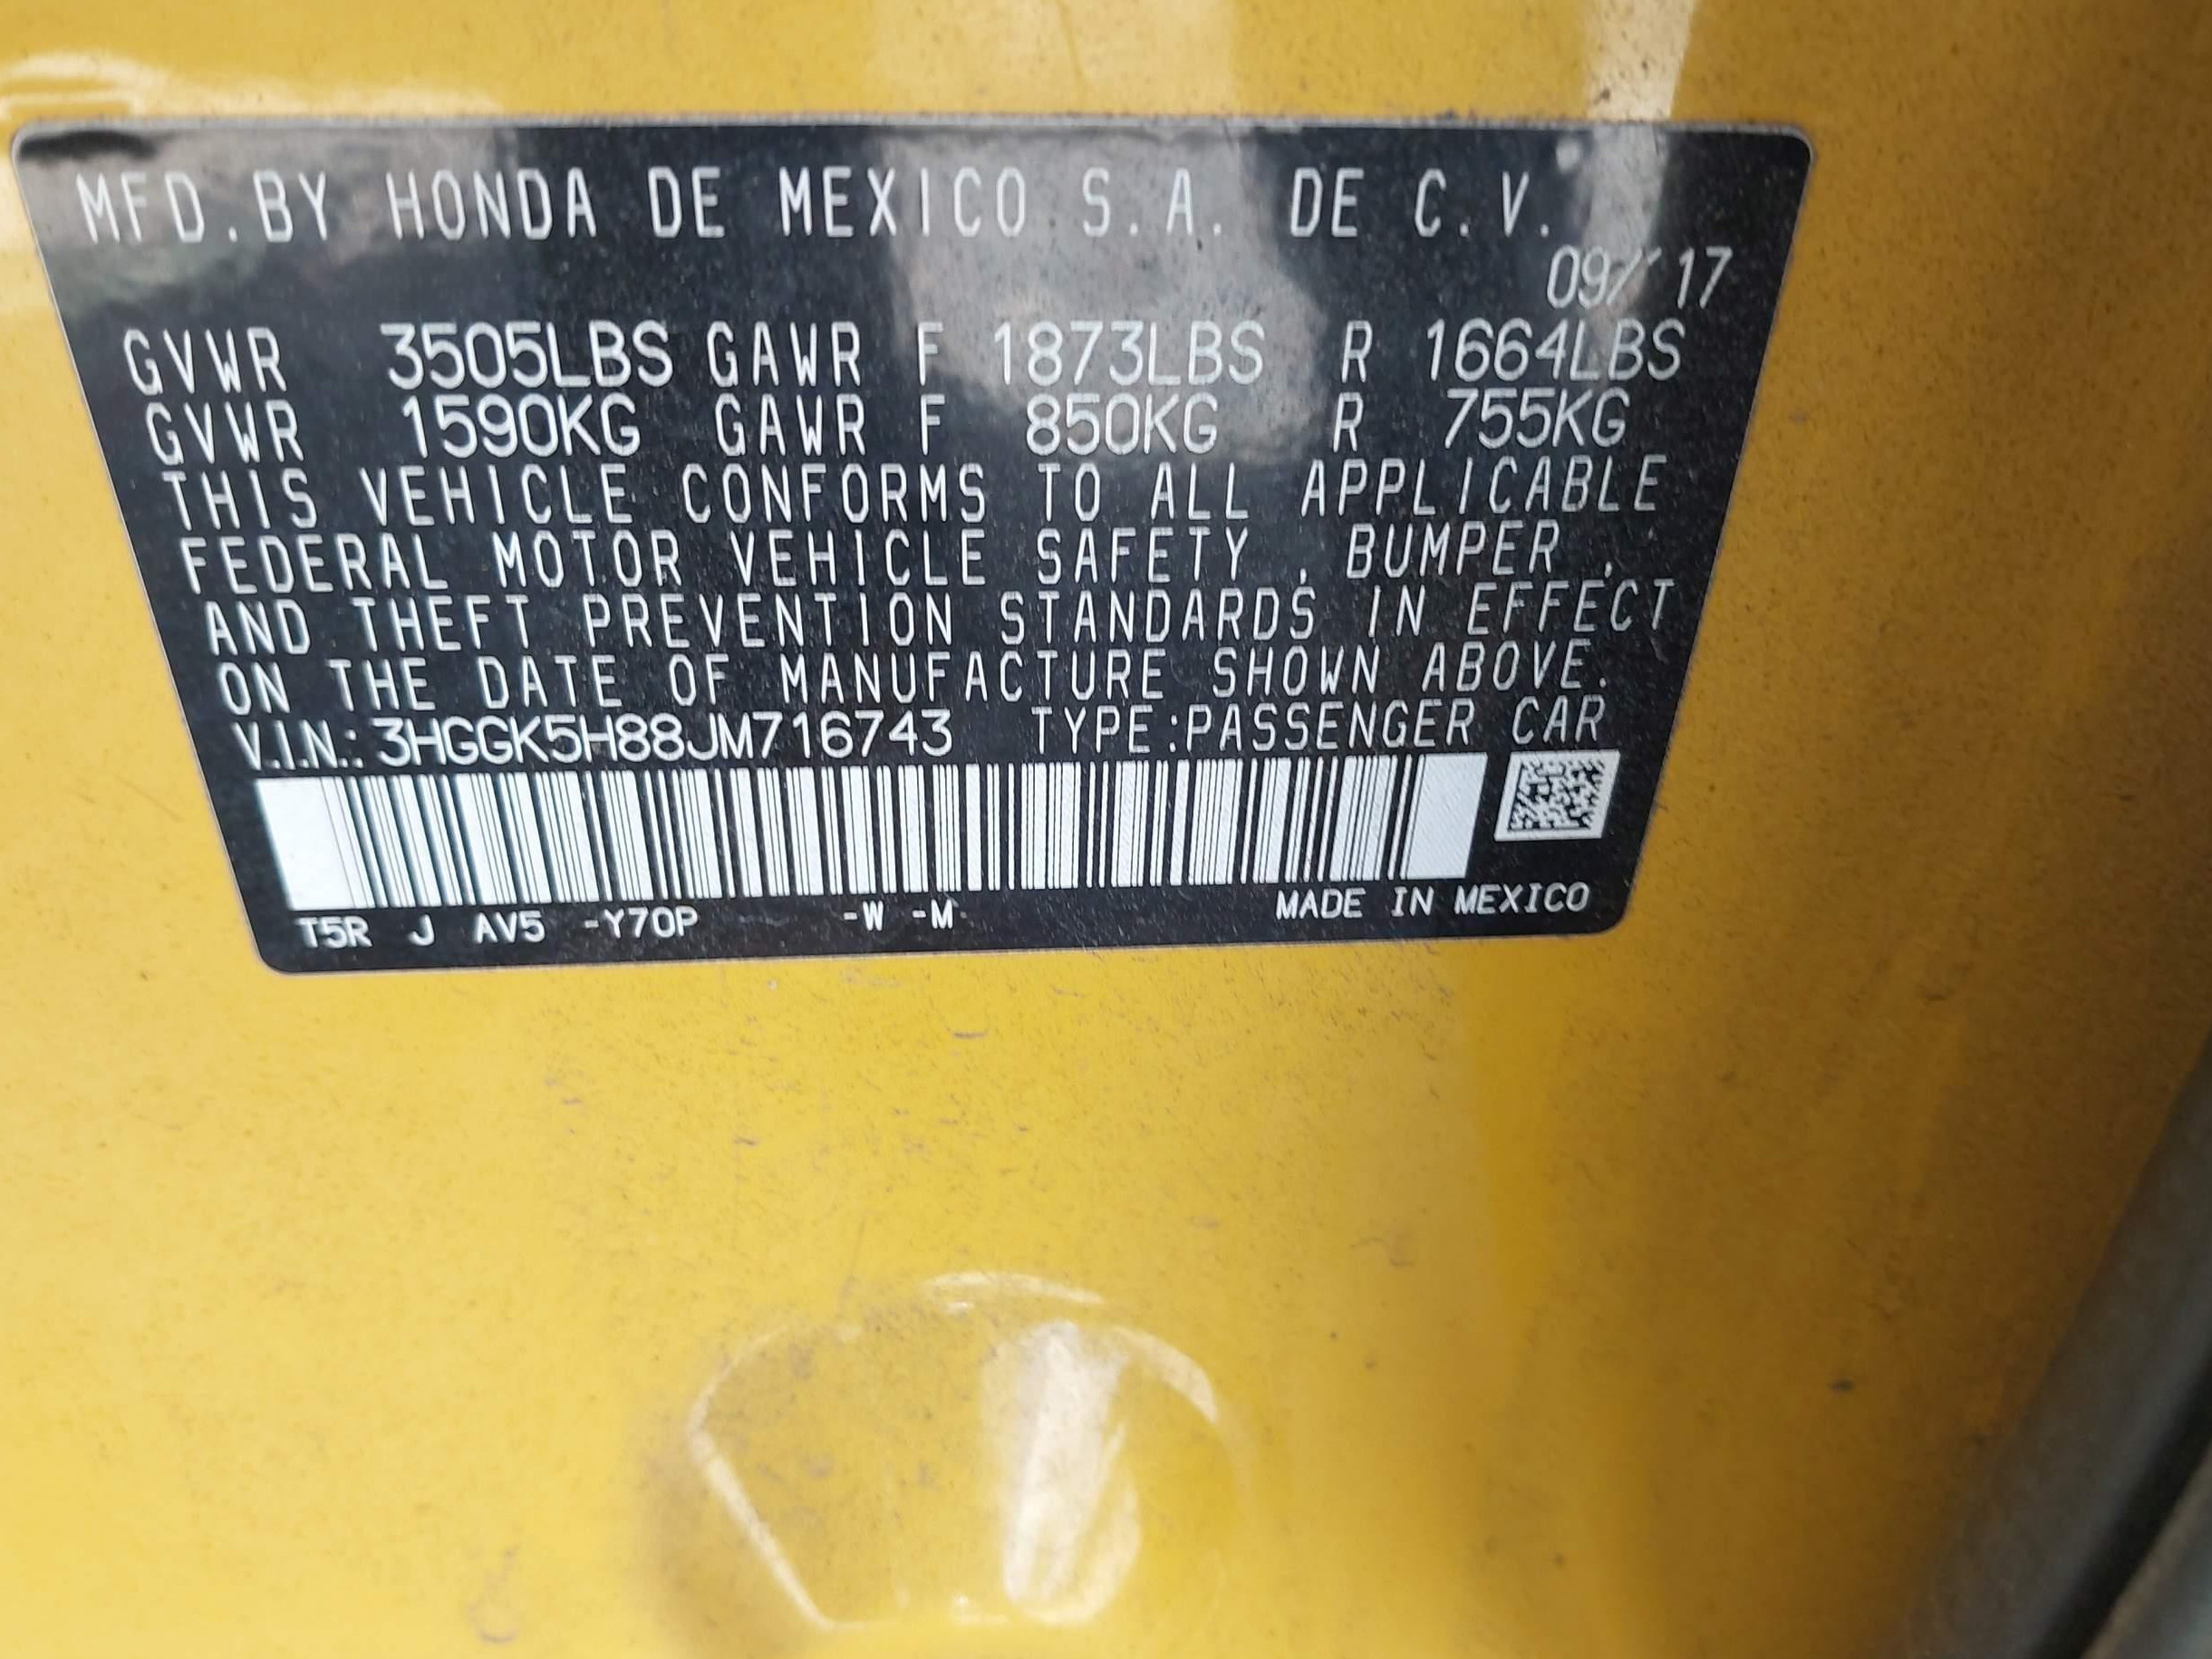 MFD.BY HONDA DE MEXICO S.A. DE C.V.
09/'17
GVWR 3505LBS GAWR F 1873LBS R 1664LBS
GVWR 1590KG GAWR F 850KG R 755KG
THIS VEHICLE CONFORMS TO ALL APPLICABLE
FEDERAL MOTOR VEHICLE SAFETY , BUMPER ,
AND THEFT PREVENTION STANDARDS IN EFFECT
ON THE DATE OF MANUFACTURE SHOWN ABOVE.
V.I.N.: 3HGGK5H88JM716743 TYPE:PASSENGER CAR
T5R J AV5 -Y70P -W -M
MADE IN MEXICO